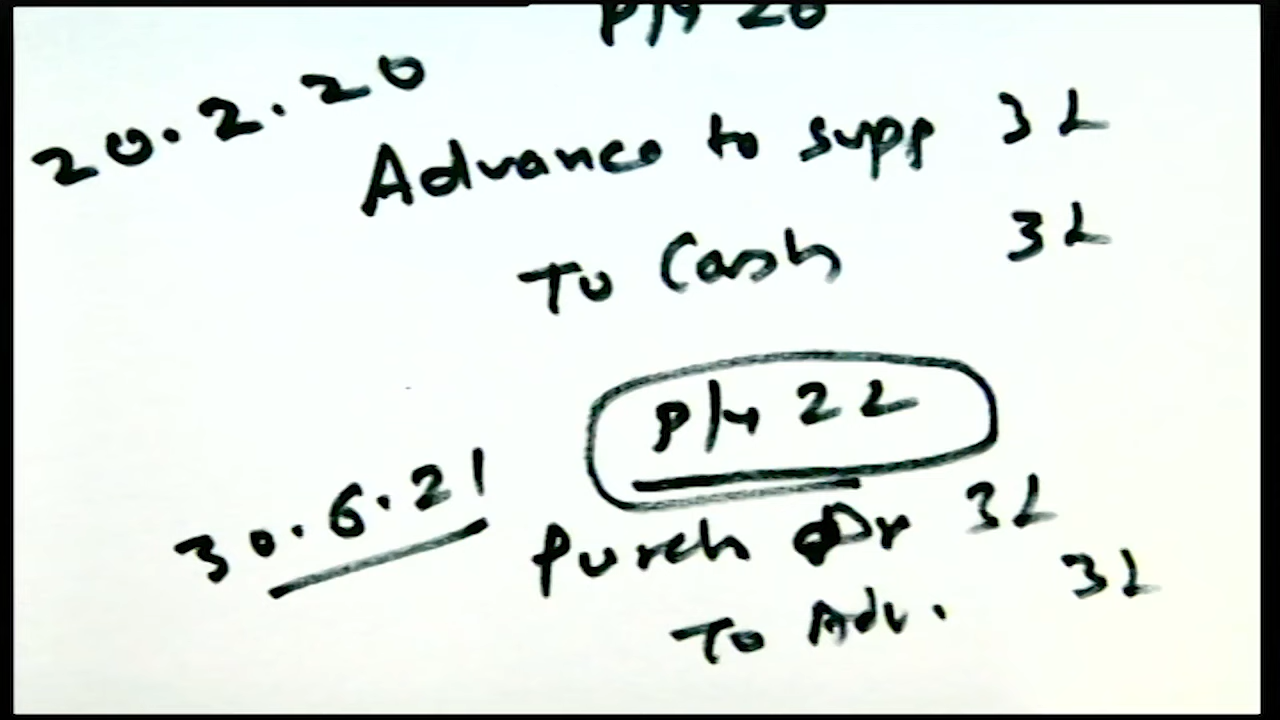 P/Y 20
20.2.20
Advance to supp 3L
To Cash 3L
P/Y 22
30.6.21
Purch Dr 3L
To Adv. 3L